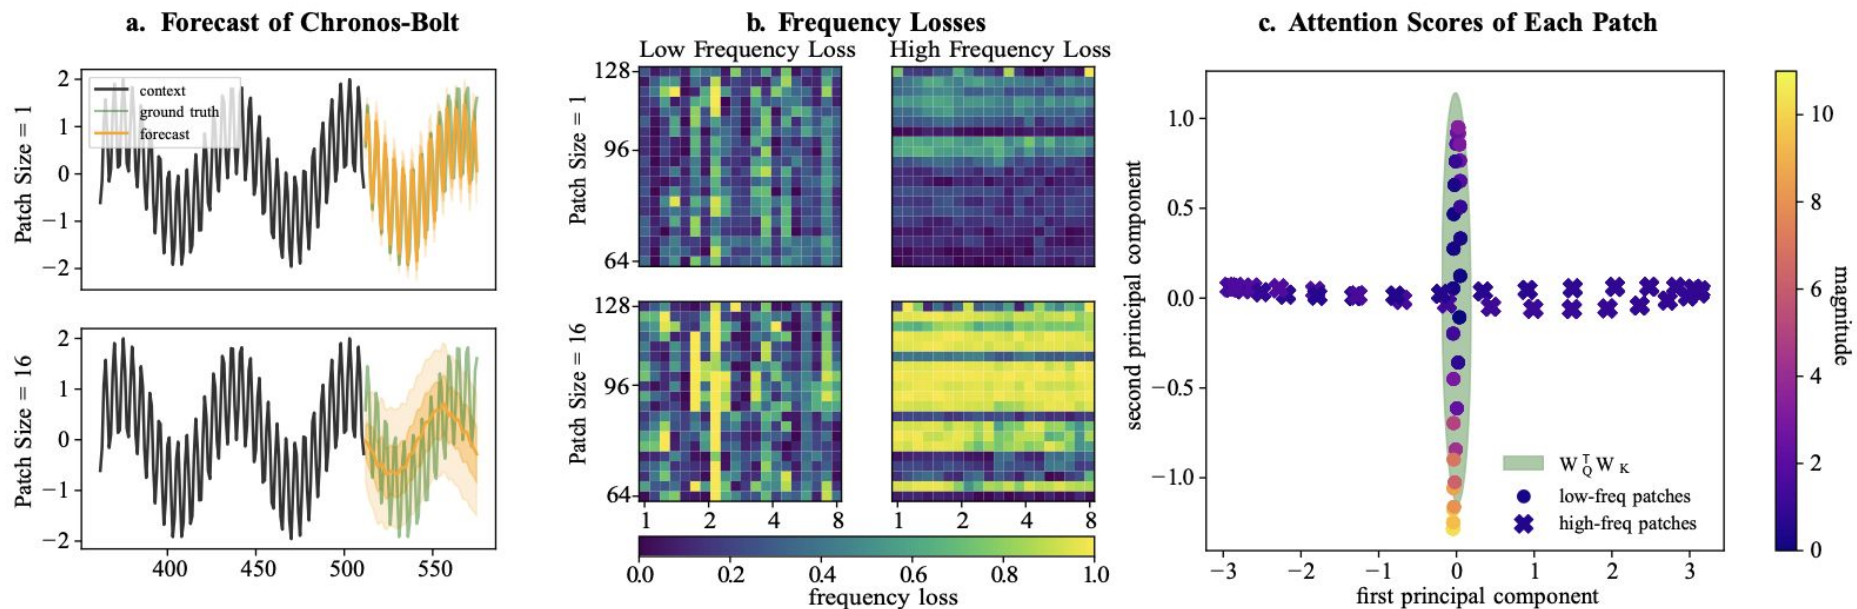 a. Forecast of Chronos-Bolt
Patch Size = 1
2
1
0
−1
−2
context
ground truth
forecast
Patch Size = 16
2
1
0
−1
−2
400
450
500
550
b. Frequency Losses
Low Frequency Loss
High Frequency Loss
Patch Size = 1
128
96
64
Patch Size = 16
128
96
64
1
2
4
8
1
2
4
8
0.0
0.2
0.4
0.6
0.8
1.0
frequency loss
c. Attention Scores of Each Patch
second principal component
1.0
0.5
0.0
−0.5
−1.0
W_Q^T W_K
low-freq patches
high-freq patches
−3
−2
−1
0
1
2
3
first principal component
10
8
6
4
2
0
magnitude